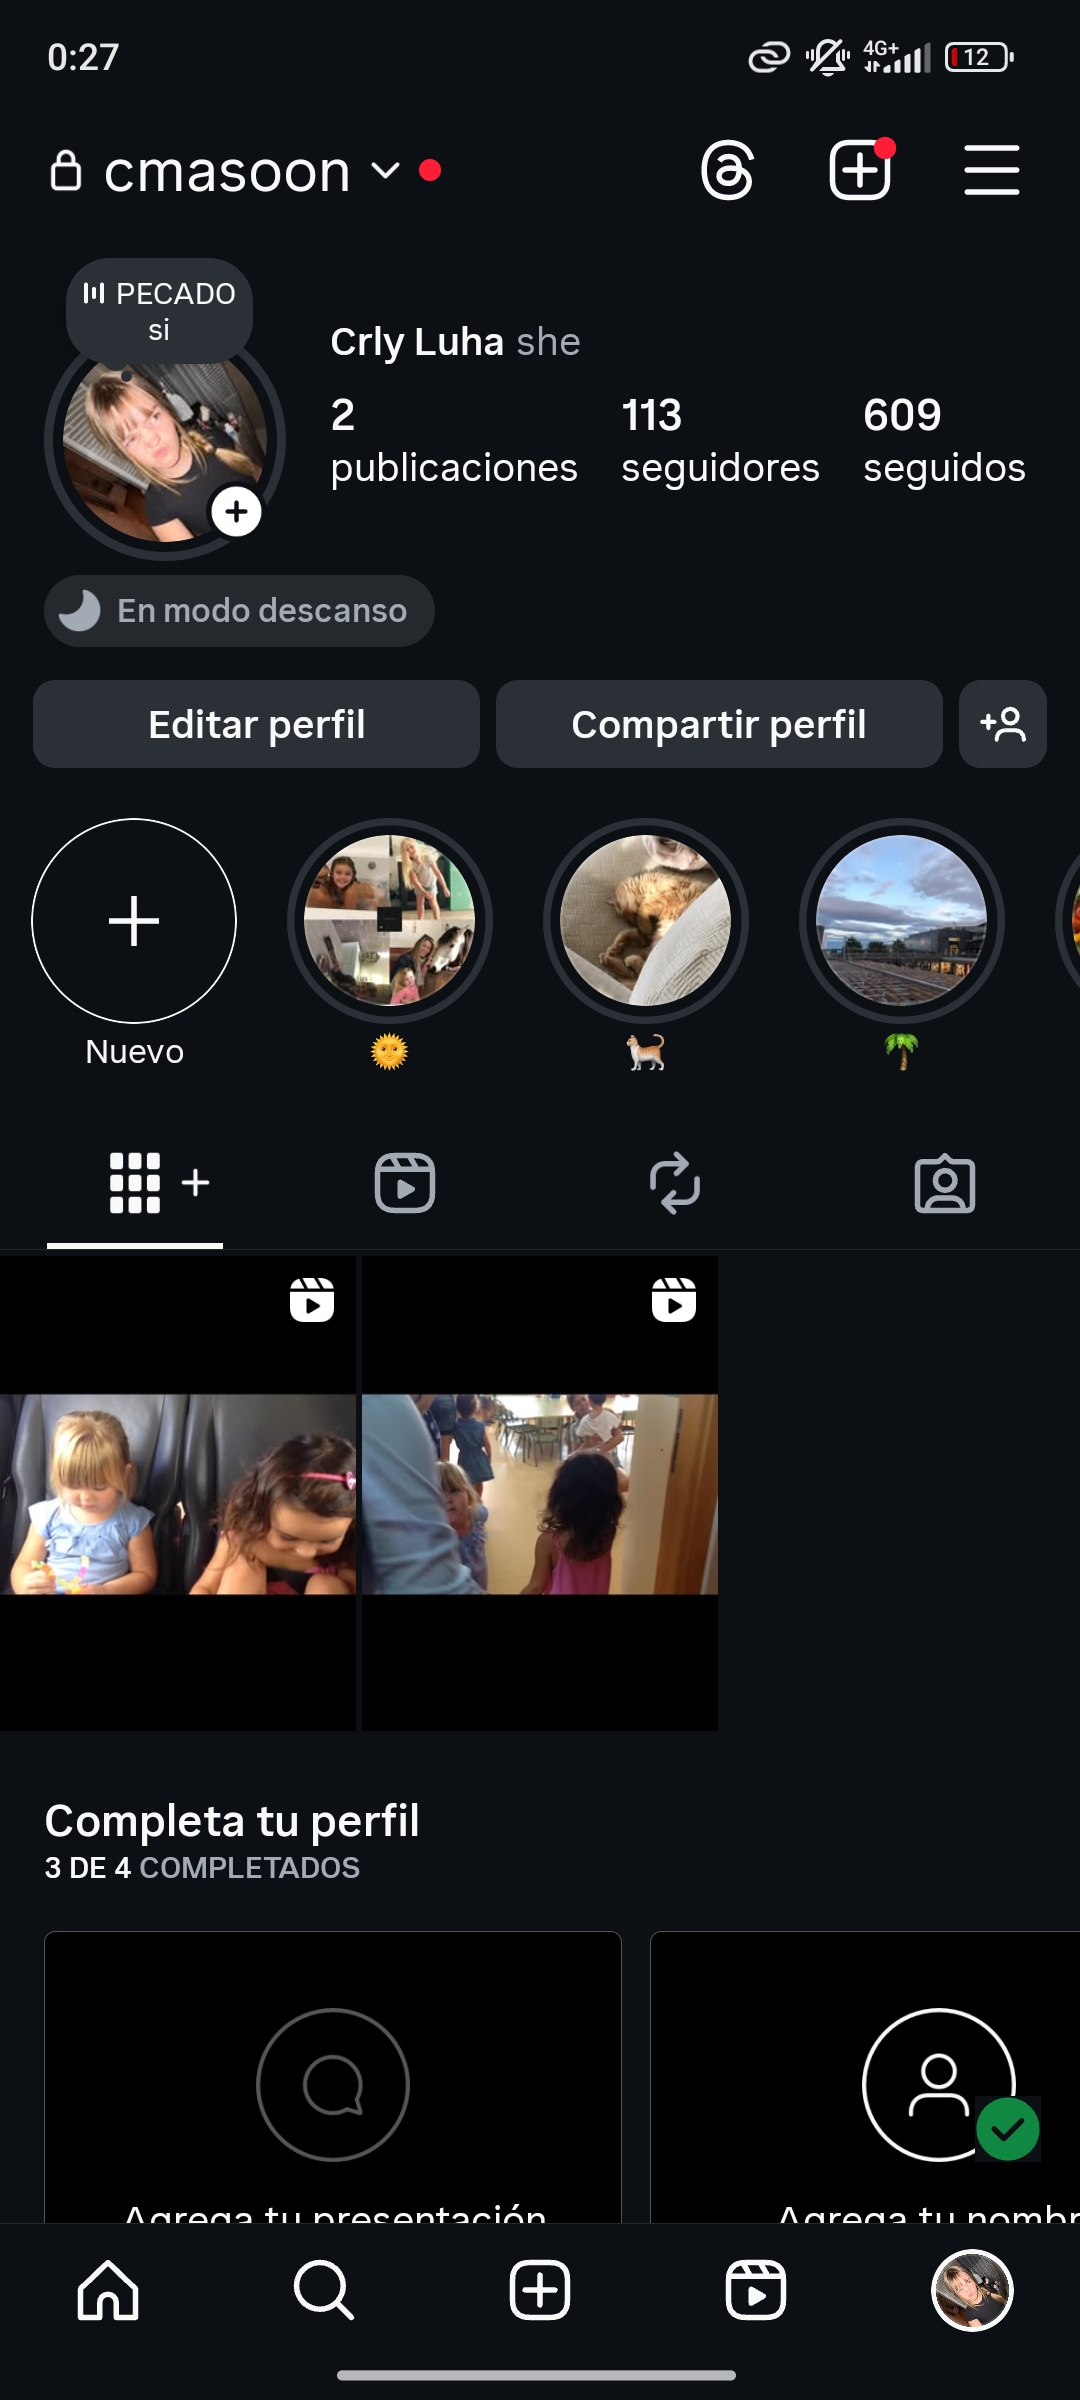 0:27
4G+
12
cmasoon
PECADO
si
Crly Luha she
2
113
609
publicaciones
seguidores
seguidos
En modo descanso
Editar perfil
Compartir perfil
Nuevo
Completa tu perfil
3 DE 4 COMPLETADOS
Agrega tu presentación
Agrega tu nombr